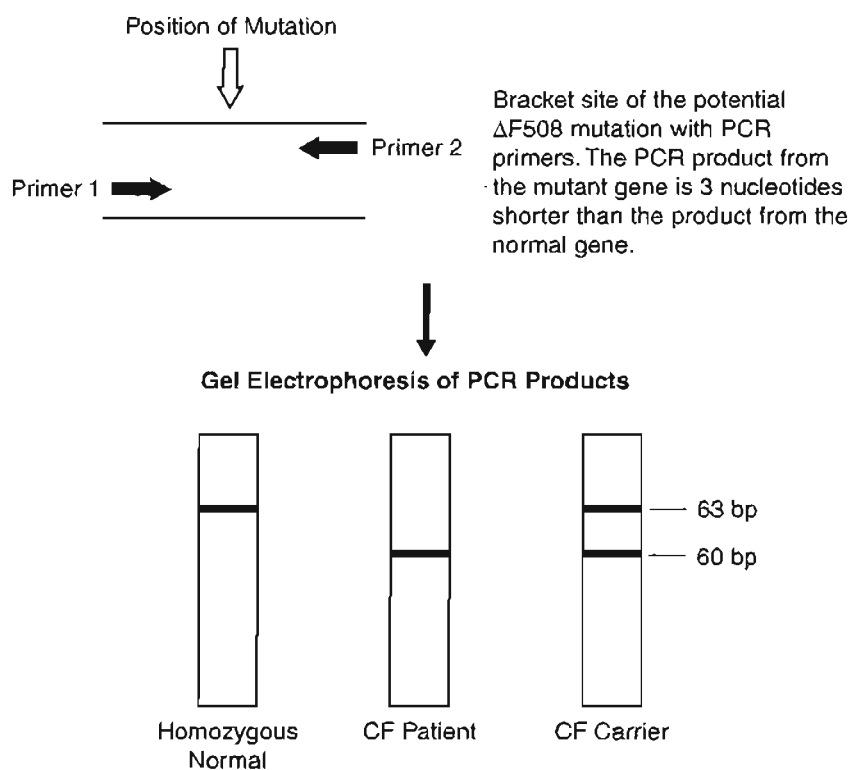 Position of Mutation
Primer 2
Primer 1
Bracket site of the potential
ΔF508 mutation with PCR
primers. The PCR product from
the mutant gene is 3 nucleotides
shorter than the product from the
normal gene.
Gel Electrophoresis of PCR Products
63 bp
60 bp
Homozygous
Normal
CF Patient
CF Carrier